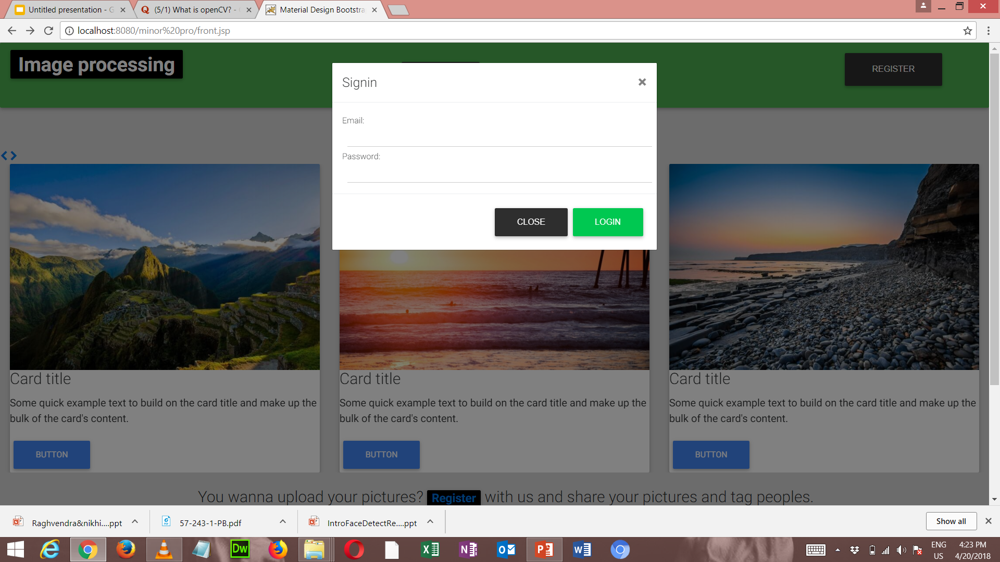 Untitled presentation - G
(5/1) What is openCV? -
Material Design Bootstra
localhost:8080/minor%20pro/front.jsp
Image processing
REGISTER
Signin
Email:
Password:
CLOSE
LOGIN
Card title
Some quick example text to build on the card title and make up the
bulk of the card's content.
BUTTON
Card title
Some quick example text to build on the card title and make up the
bulk of the card's content.
BUTTON
Card title
Some quick example text to build on the card title and make up the
bulk of the card's content.
BUTTON
You wanna upload your pictures? Register with us and share your pictures and tag peoples.
Raghvendra&nikhi....ppt
57-243-1-PB.pdf
IntroFaceDetectRe....ppt
Show all
ENG
US
4:23 PM
4/20/2018